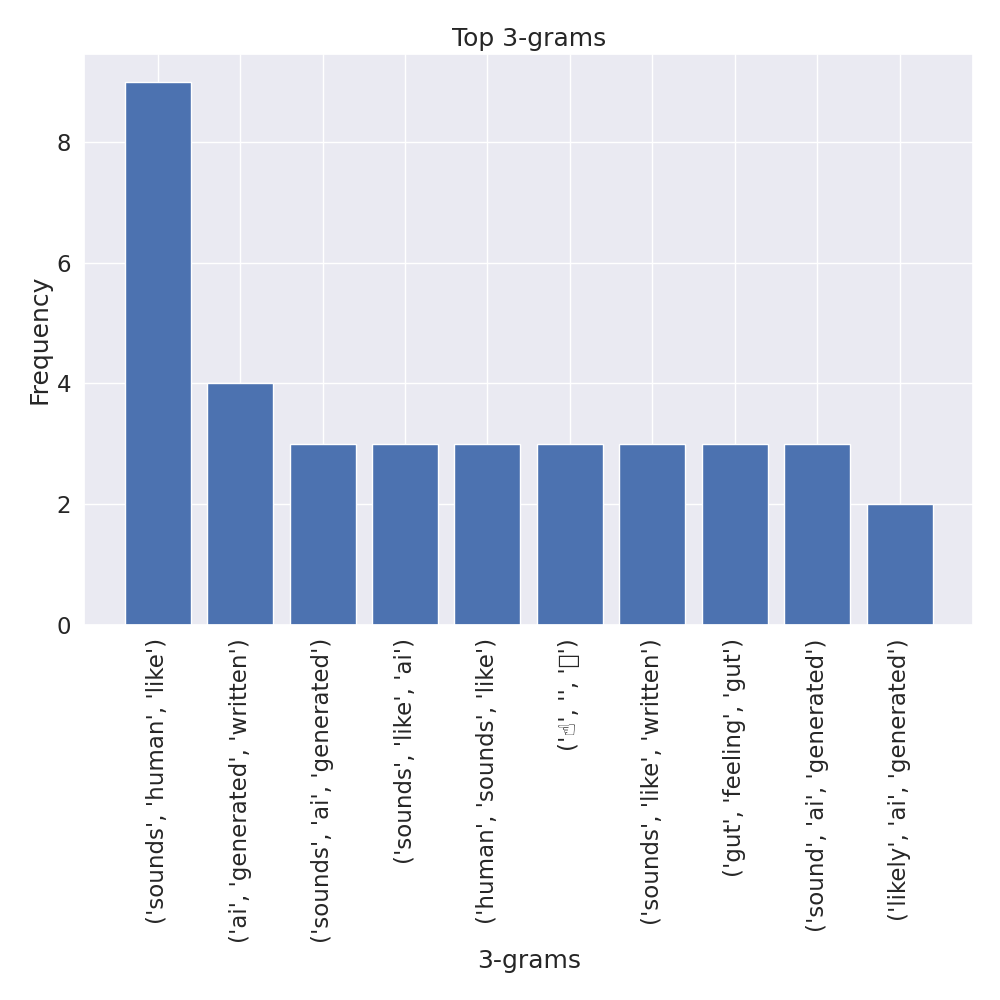 Top 3-grams
Frequency
8
6
4
2
0
('sounds', 'human', 'like')
('ai', 'generated', 'written')
('sounds', 'ai', 'generated')
('sounds', 'like', 'ai')
('human', 'sounds', 'like')
('☝', '', '▯')
('sounds', 'like', 'written')
('gut', 'feeling', 'gut')
('sound', 'ai', 'generated')
('likely', 'ai', 'generated')
3-grams